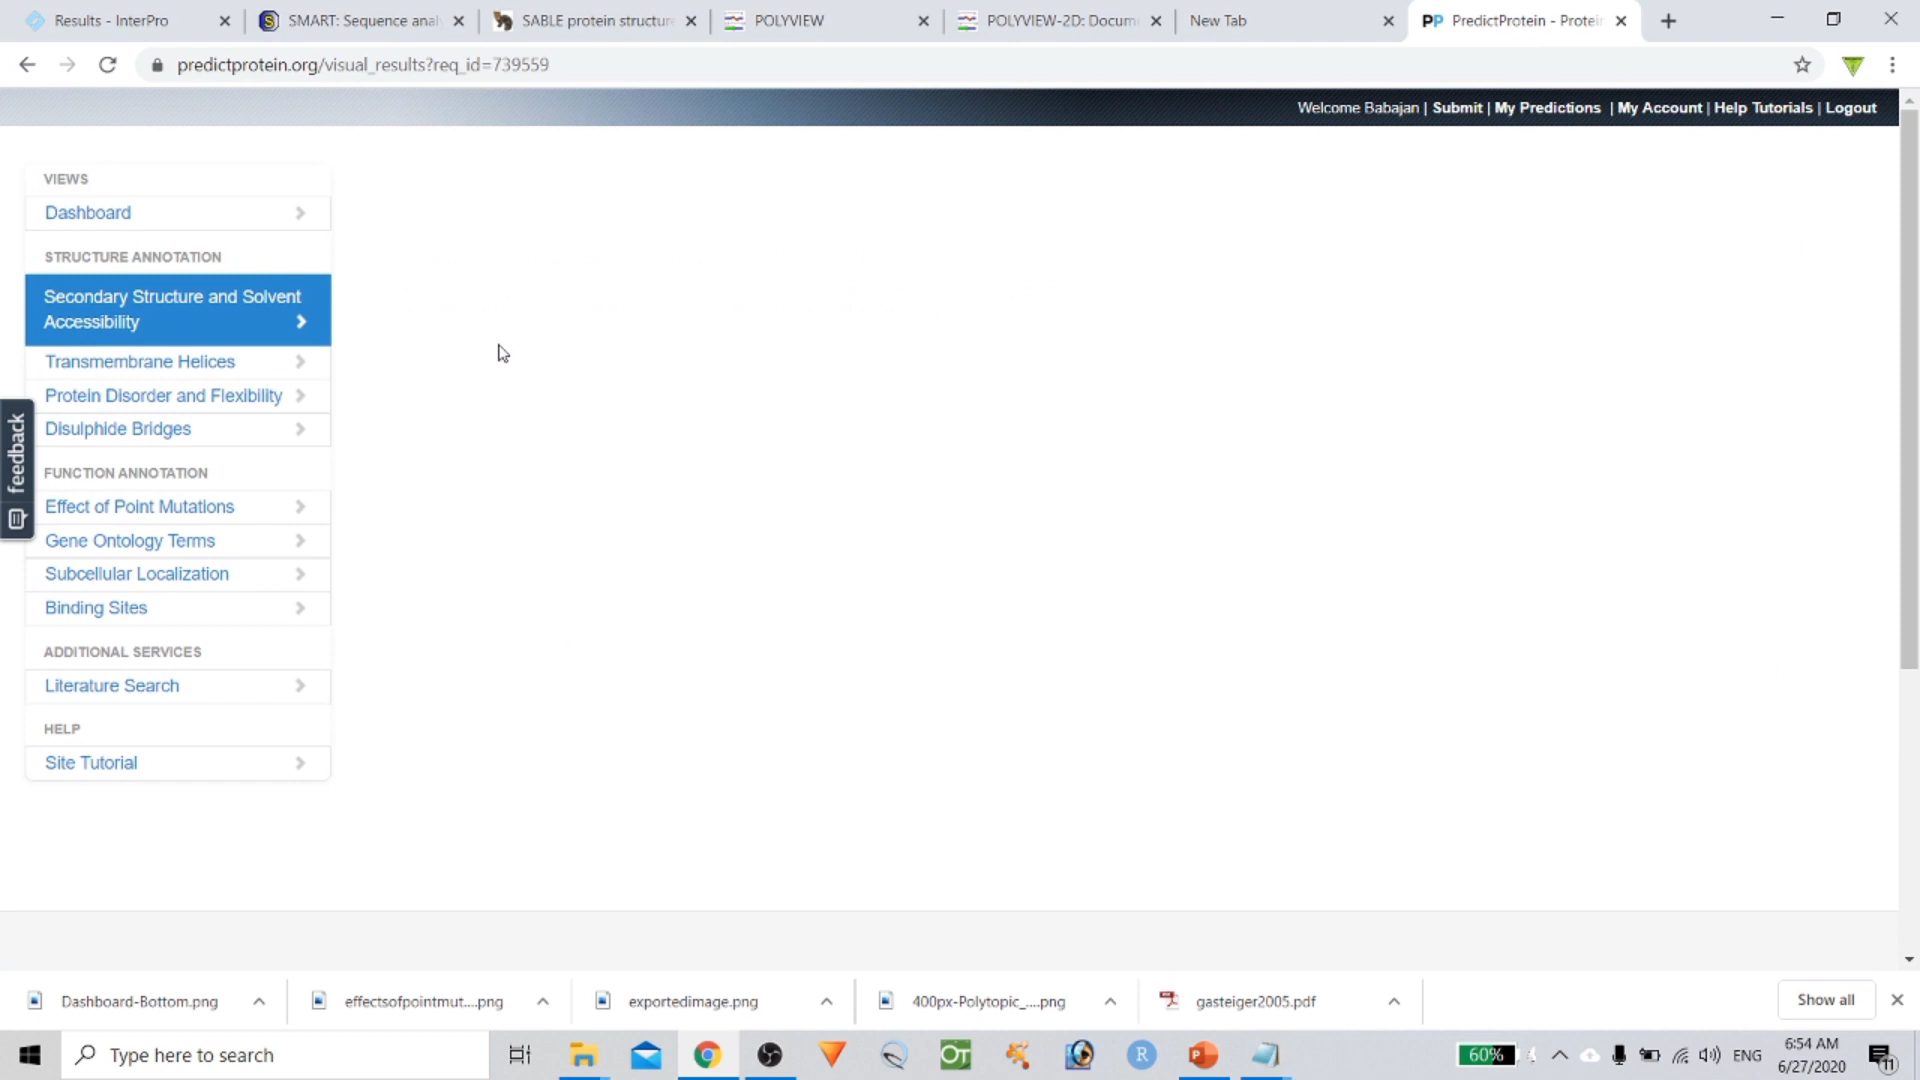 Results - InterPro
SMART: Sequence anal
SABLE protein structure
POLYVIEW
POLYVIEW-2D: Docum
New Tab
PP PredictProtein - Protein
predictprotein.org/visual_results?req_id=739559
Welcome Babajan | Submit | My Predictions | My Account | Help Tutorials | Logout
VIEWS
Dashboard
STRUCTURE ANNOTATION
Secondary Structure and Solvent
Accessibility
Transmembrane Helices
Protein Disorder and Flexibility
Disulphide Bridges
feedback
FUNCTION ANNOTATION
Effect of Point Mutations
Gene Ontology Terms
Subcellular Localization
Binding Sites
ADDITIONAL SERVICES
Literature Search
HELP
Site Tutorial
Dashboard-Bottom.png
effectsofpointmut....png
exportedimage.png
400px-Polytopic_....png
gasteiger2005.pdf
Show all
Type here to search
OT
R
60%
ENG
6:54 AM
6/27/2020
11